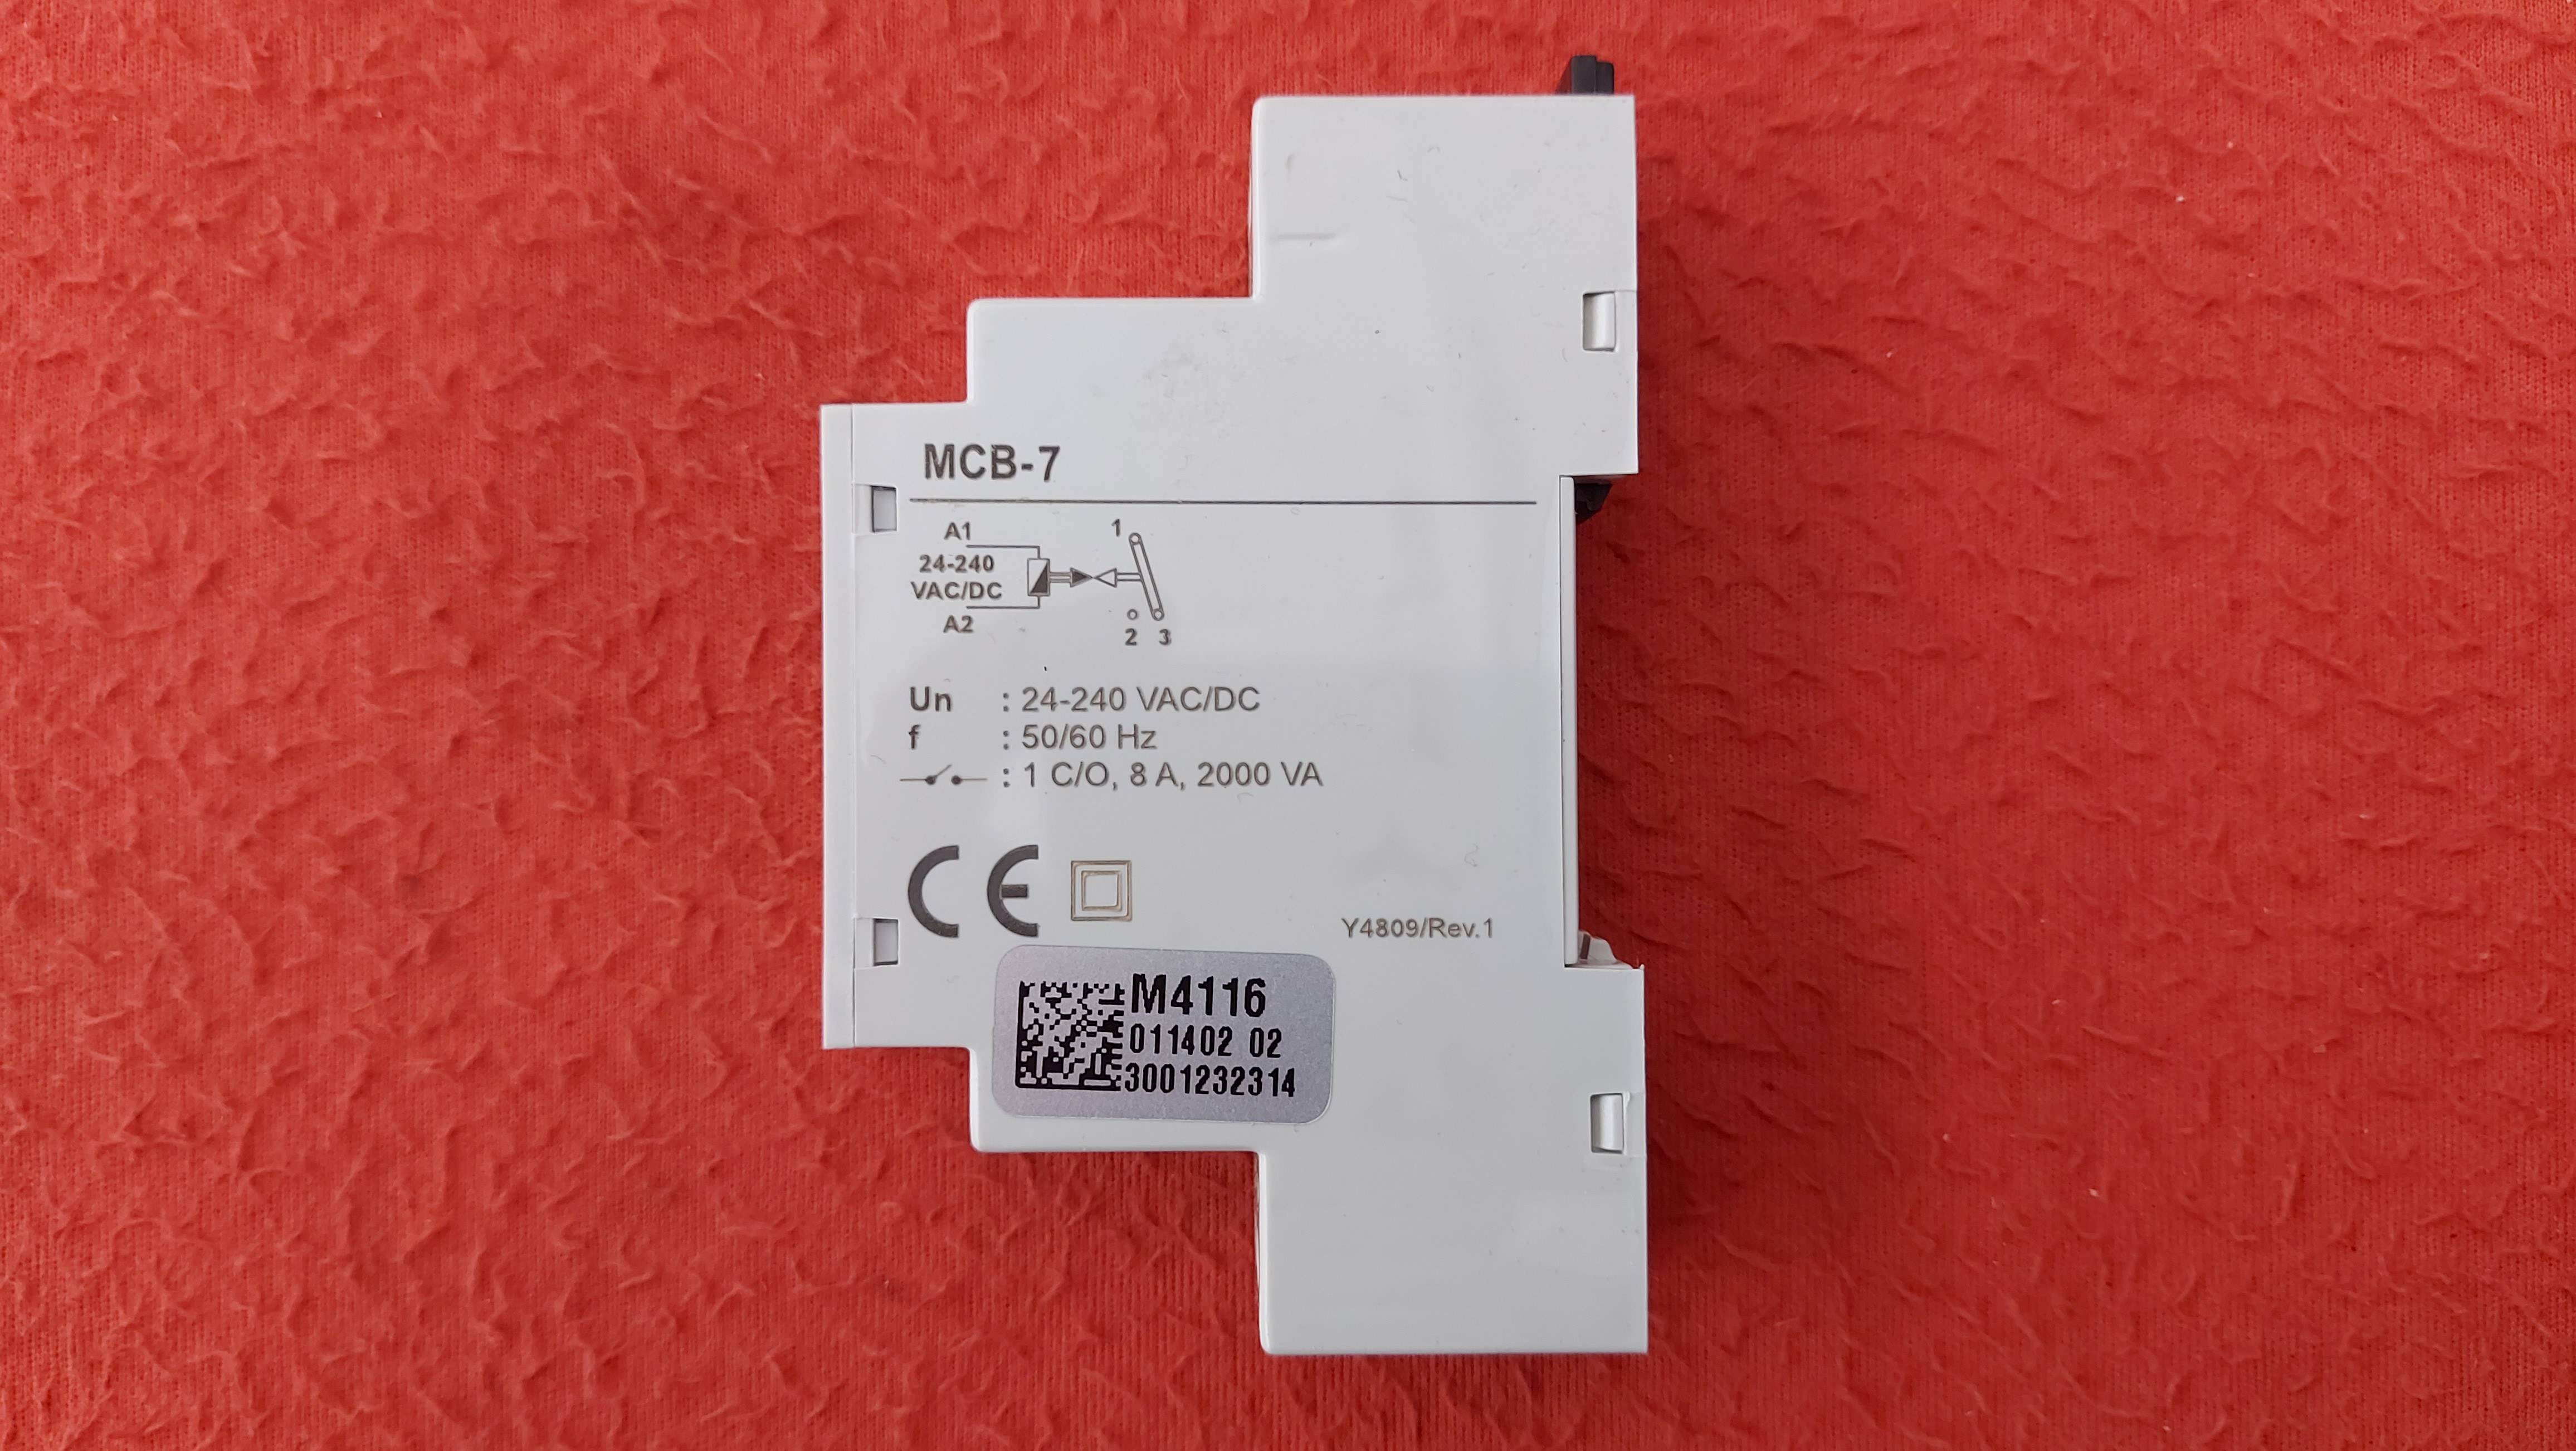 MCB-7
A1
24-240
VAC/DC
A2
1
2 3
Un : 24-240 VAC/DC
f : 50/60 Hz
: 1 C/O, 8 A, 2000 VA
CE
Y4809/Rev.1
M4116
011402 02
3001232314